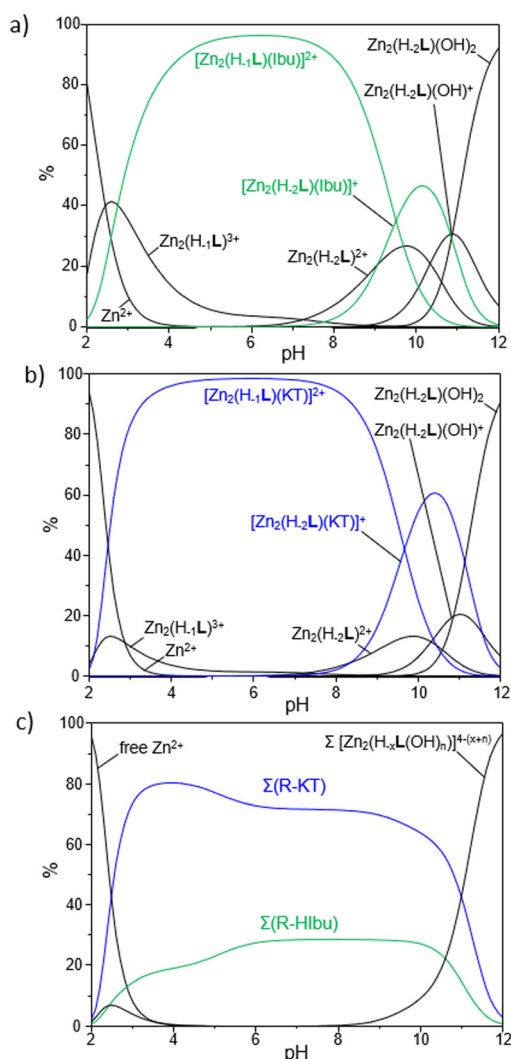 a)
100
80
60
40
20
0
%
[Zn₂(H₋₁L)(Ibu)]²⁺
Zn₂(H₋₂L)(OH)₂
Zn₂(H₋₂L)(OH)⁺
[Zn₂(H₋₂L)(Ibu)]⁺
Zn₂(H₋₁L)³⁺
Zn₂(H₋₂L)²⁺
Zn²⁺
2 4 6 8 10 12
pH
b)
100
80
60
40
20
0
%
[Zn₂(H₋₁L)(KT)]²⁺
Zn₂(H₋₂L)(OH)₂
Zn₂(H₋₂L)(OH)⁺
[Zn₂(H₋₂L)(KT)]⁺
Zn₂(H₋₁L)³⁺
Zn²⁺
Zn₂(H₋₂L)²⁺
2 4 6 8 10 12
pH
c)
100
80
60
40
20
0
%
free Zn²⁺
Σ [Zn₂(H₋ₓL(OH)ₙ)]⁴⁻⁽ˣ⁺ⁿ⁾
Σ(R-KT)
Σ(R-HIbu)
2 4 6 8 10 12
pH